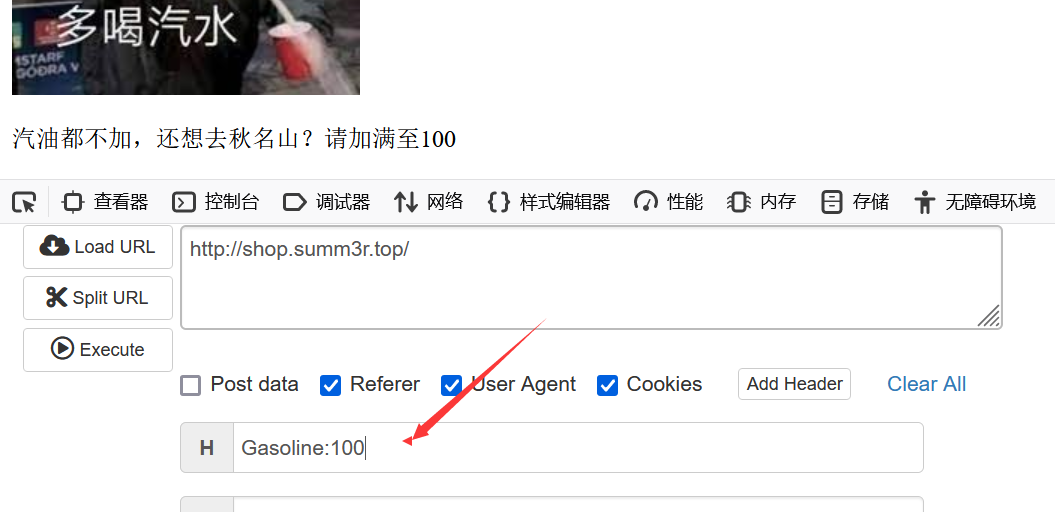 多喝汽水
MSTARF
GÓDRA V
汽油都不加，还想去秋名山？请加满至100
查看器 控制台 调试器 网络 样式编辑器 性能 内存 存储 无障碍环境
Load URL
http://shop.summ3r.top/
Split URL
Execute
Post data Referer User Agent Cookies Add Header Clear All
H Gasoline:100